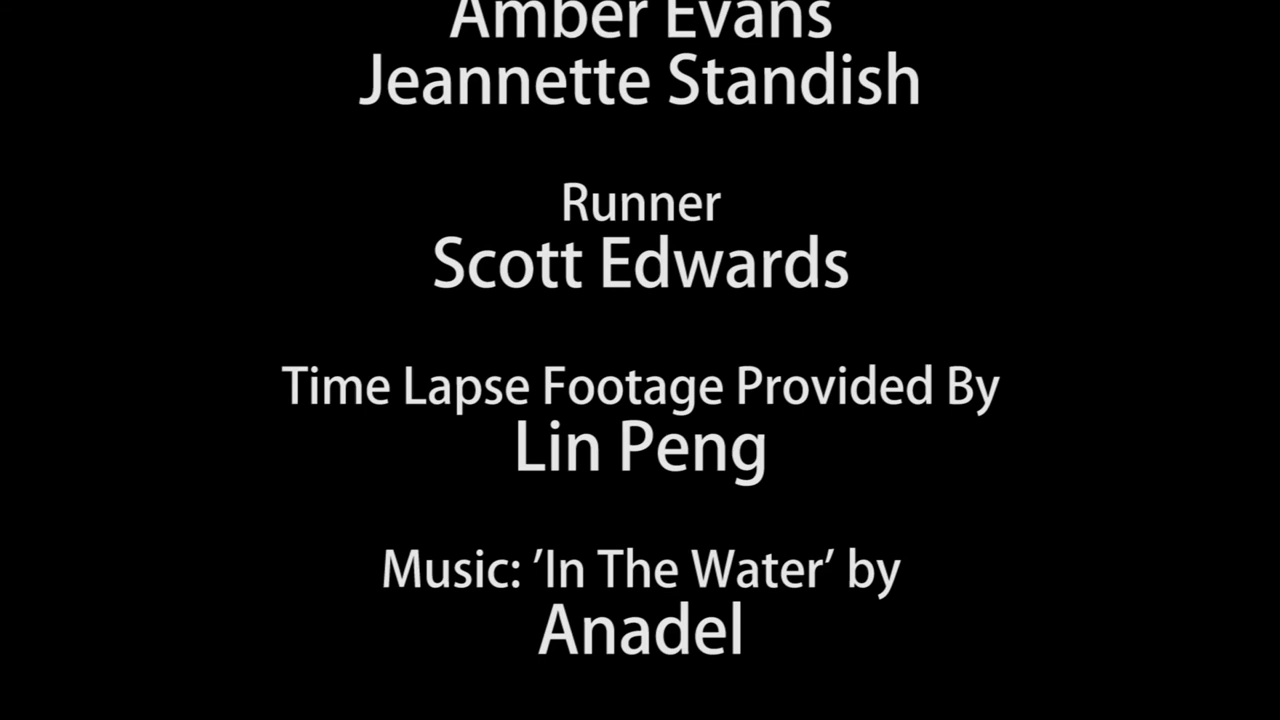 Amber Evans
Jeannette Standish
Runner
Scott Edwards
Time Lapse Footage Provided By
Lin Peng
Music: ’In The Water’ by
Anadel